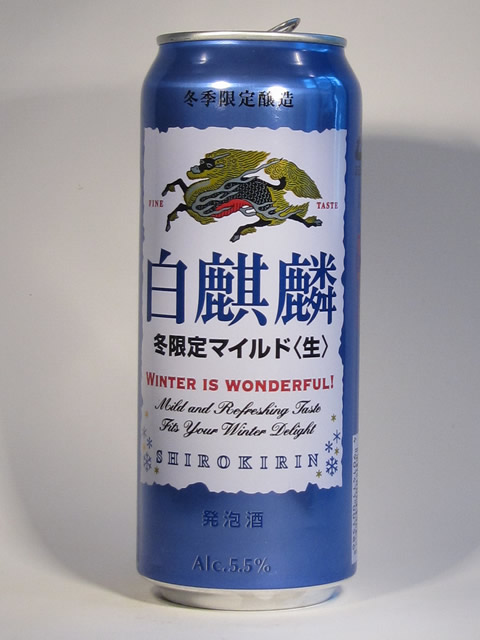 冬季限定醸造
FINE TASTE
白麒麟
冬限定マイルド〈生〉
WINTER IS WONDERFUL!
Mild and Refreshing Taste
Fits Your Winter Delight
SHIROKIRIN
発泡酒
Alc.5.5%